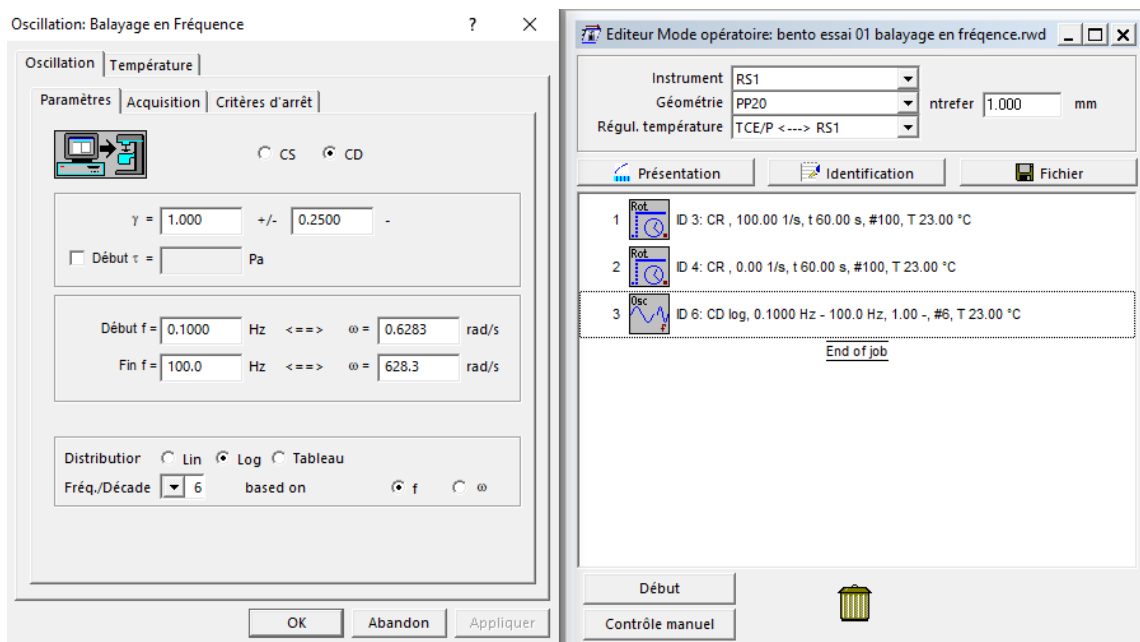 Oscillation: Balayage en Fréquence ? ×
Oscillation Température
Paramètres Acquisition Critères d'arrêt
CS CD
γ = 1.000 +/- 0.2500 -
Début τ = Pa
Début f = 0.1000 Hz <==> ω = 0.6283 rad/s
Fin f = 100.0 Hz <==> ω = 628.3 rad/s
Distributior Lin Log Tableau
Fréq./Décade 6 based on f ω
OK Abandon Appliquer
Editeur Mode opératoire: bento essai 01 balayage en fréqence.rwd
Instrument RS1
Géométrie PP20 ntrefer 1.000 mm
Régul. température TCE/P <---> RS1
Présentation Identification Fichier
1 Rot ID 3: CR , 100.00 1/s, t 60.00 s, #100, T 23.00 °C
2 Rot ID 4: CR , 0.00 1/s, t 60.00 s, #100, T 23.00 °C
3 Osc f ID 6: CD log, 0.1000 Hz - 100.0 Hz, 1.00 -, #6, T 23.00 °C
End of job
Début
Contrôle manuel